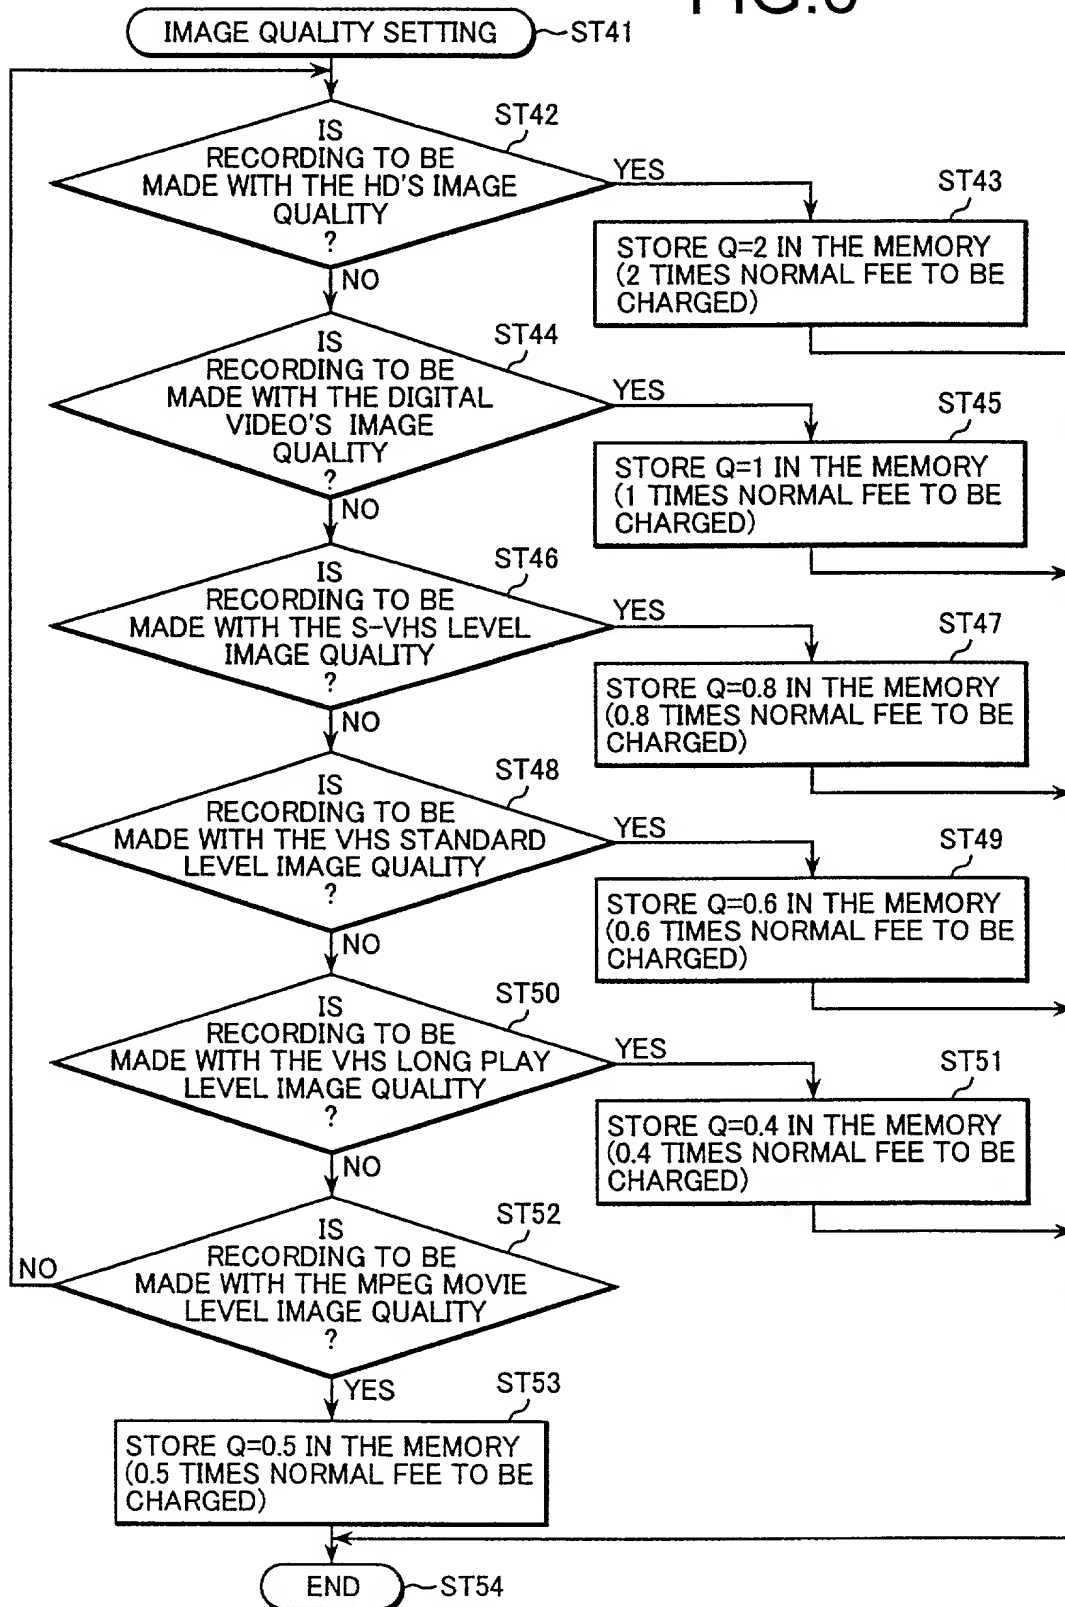 IMAGE QUALITY SETTING
ST41
ST42
IS
RECORDING TO BE
MADE WITH THE HD'S IMAGE
QUALITY
?
YES
NO
ST43
STORE Q=2 IN THE MEMORY
(2 TIMES NORMAL FEE TO BE
CHARGED)
ST44
IS
RECORDING TO BE
MADE WITH THE DIGITAL
VIDEO'S IMAGE
QUALITY
?
YES
NO
ST45
STORE Q=1 IN THE MEMORY
(1 TIMES NORMAL FEE TO BE
CHARGED)
ST46
IS
RECORDING TO BE
MADE WITH THE S-VHS LEVEL
IMAGE QUALITY
?
YES
NO
ST47
STORE Q=0.8 IN THE MEMORY
(0.8 TIMES NORMAL FEE TO BE
CHARGED)
ST48
IS
RECORDING TO BE
MADE WITH THE VHS STANDARD
LEVEL IMAGE QUALITY
?
YES
NO
ST49
STORE Q=0.6 IN THE MEMORY
(0.6 TIMES NORMAL FEE TO BE
CHARGED)
ST50
IS
RECORDING TO BE
MADE WITH THE VHS LONG PLAY
LEVEL IMAGE QUALITY
?
YES
NO
ST51
STORE Q=0.4 IN THE MEMORY
(0.4 TIMES NORMAL FEE TO BE
CHARGED)
ST52
IS
RECORDING TO BE
MADE WITH THE MPEG MOVIE
LEVEL IMAGE QUALITY
?
NO
YES
ST53
STORE Q=0.5 IN THE MEMORY
(0.5 TIMES NORMAL FEE TO BE
CHARGED)
END
ST54